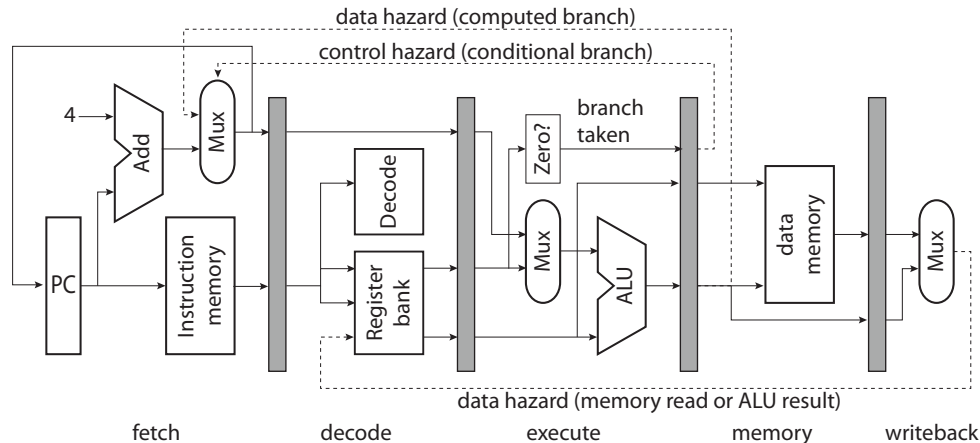 data hazard (computed branch)
control hazard (conditional branch)
4
Add
Mux
branch
taken
Zero?
Decode
PC
Instruction
memory
Register
bank
Mux
ALU
data
memory
Mux
data hazard (memory read or ALU result)
fetch
decode
execute
memory
writeback